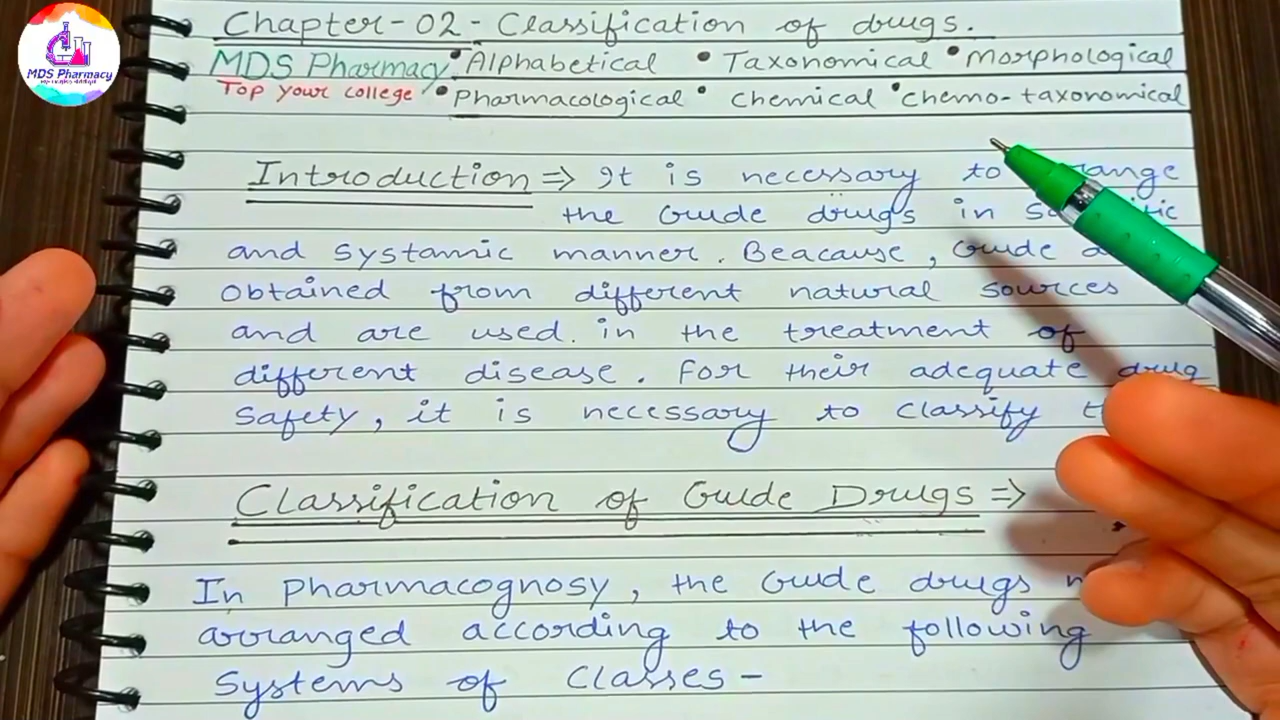 Chapter-02 - Classification of drugs.
MDS Pharmacy • Alphabetical • Taxonomical • Morphological
Top your college • Pharmacological • Chemical • Chemo-taxonomical
MDS Pharmacy
Introduction ⇒ It is necessary to range
the crude drugs in
and systamic manner. Beacause, crude
obtained from different natural sources
and are used in the treatment of
different disease. For their adequate drug
safety, it is necessary to classify
Classification of Crude Drugs ⇒
In Pharmacognosy, the crude drugs
arranged according to the following
systems of classes -